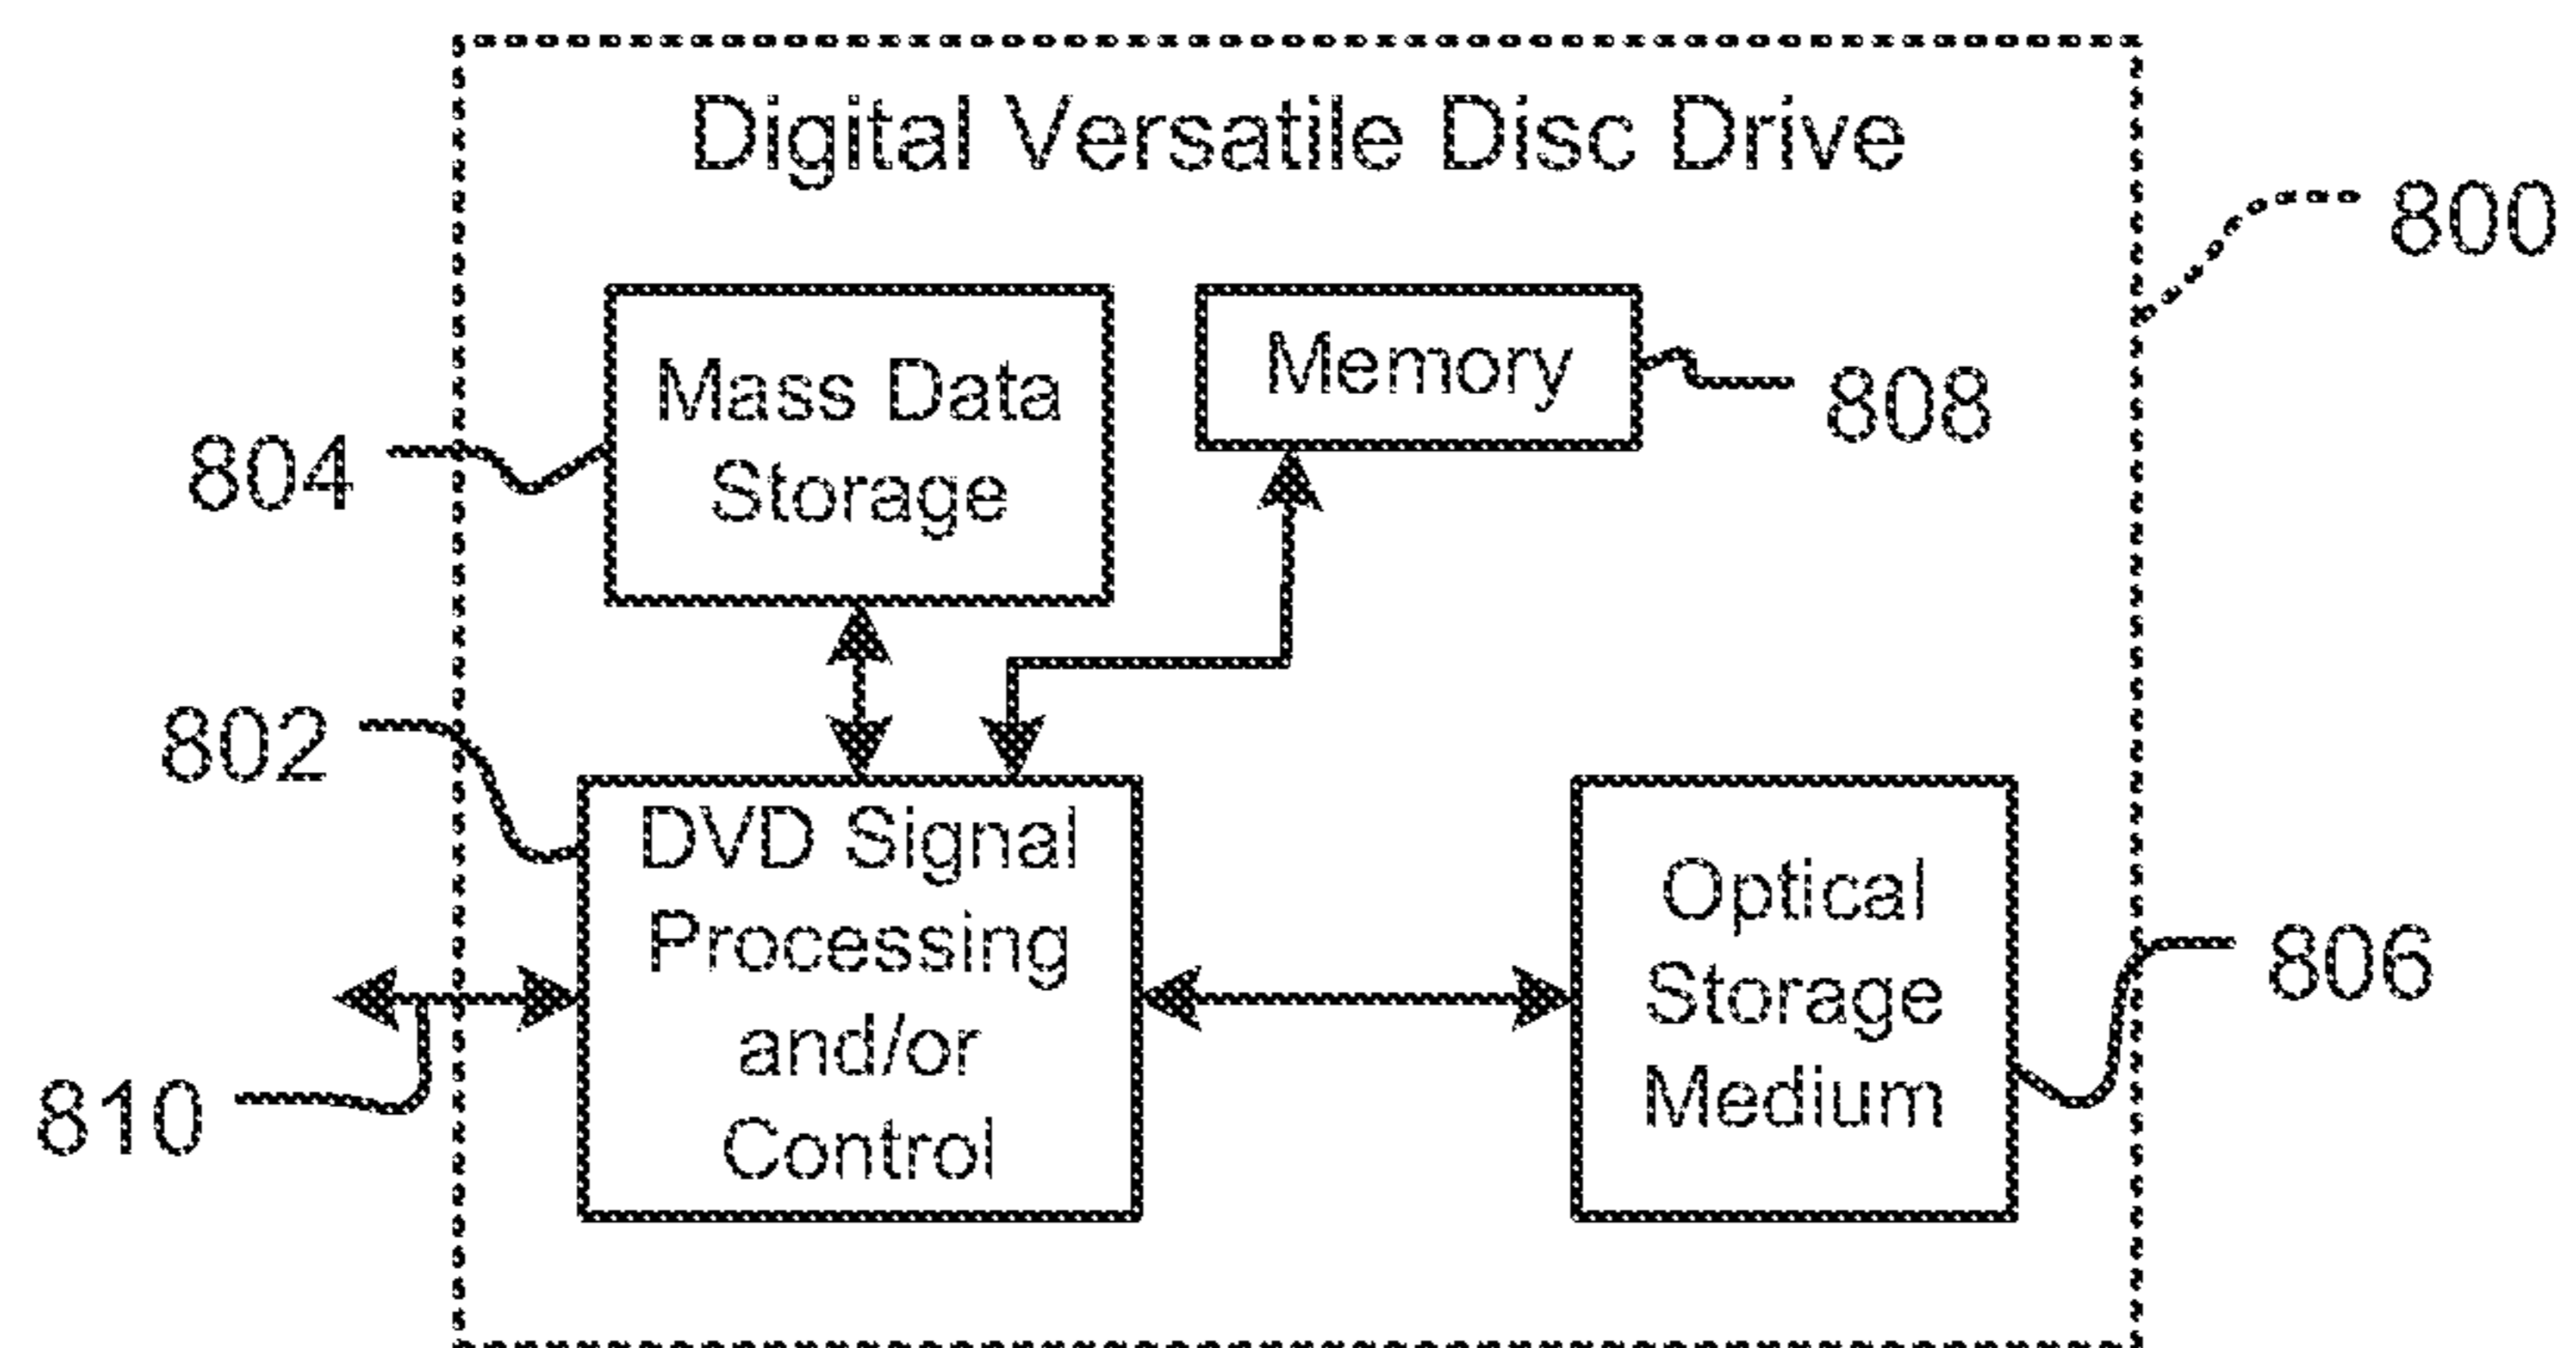 Digital Versatile Disc Drive
800
Mass Data
Storage
804
Memory
808
802
DVD Signal
Processing
and/or
Control
Optical
Storage
Medium
806
810